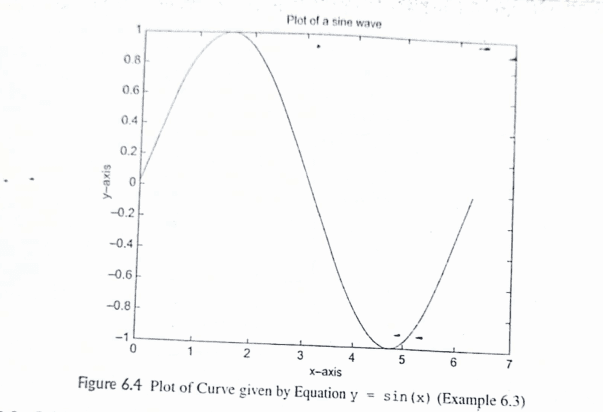 Plot of a sine wave
1
0.8
0.6
0.4
0.2
0
−0.2
−0.4
−0.6
−0.8
−1
y−axis
0 1 2 3 4 5 6 7
x−axis
Figure 6.4 Plot of Curve given by Equation y = sin(x) (Example 6.3)